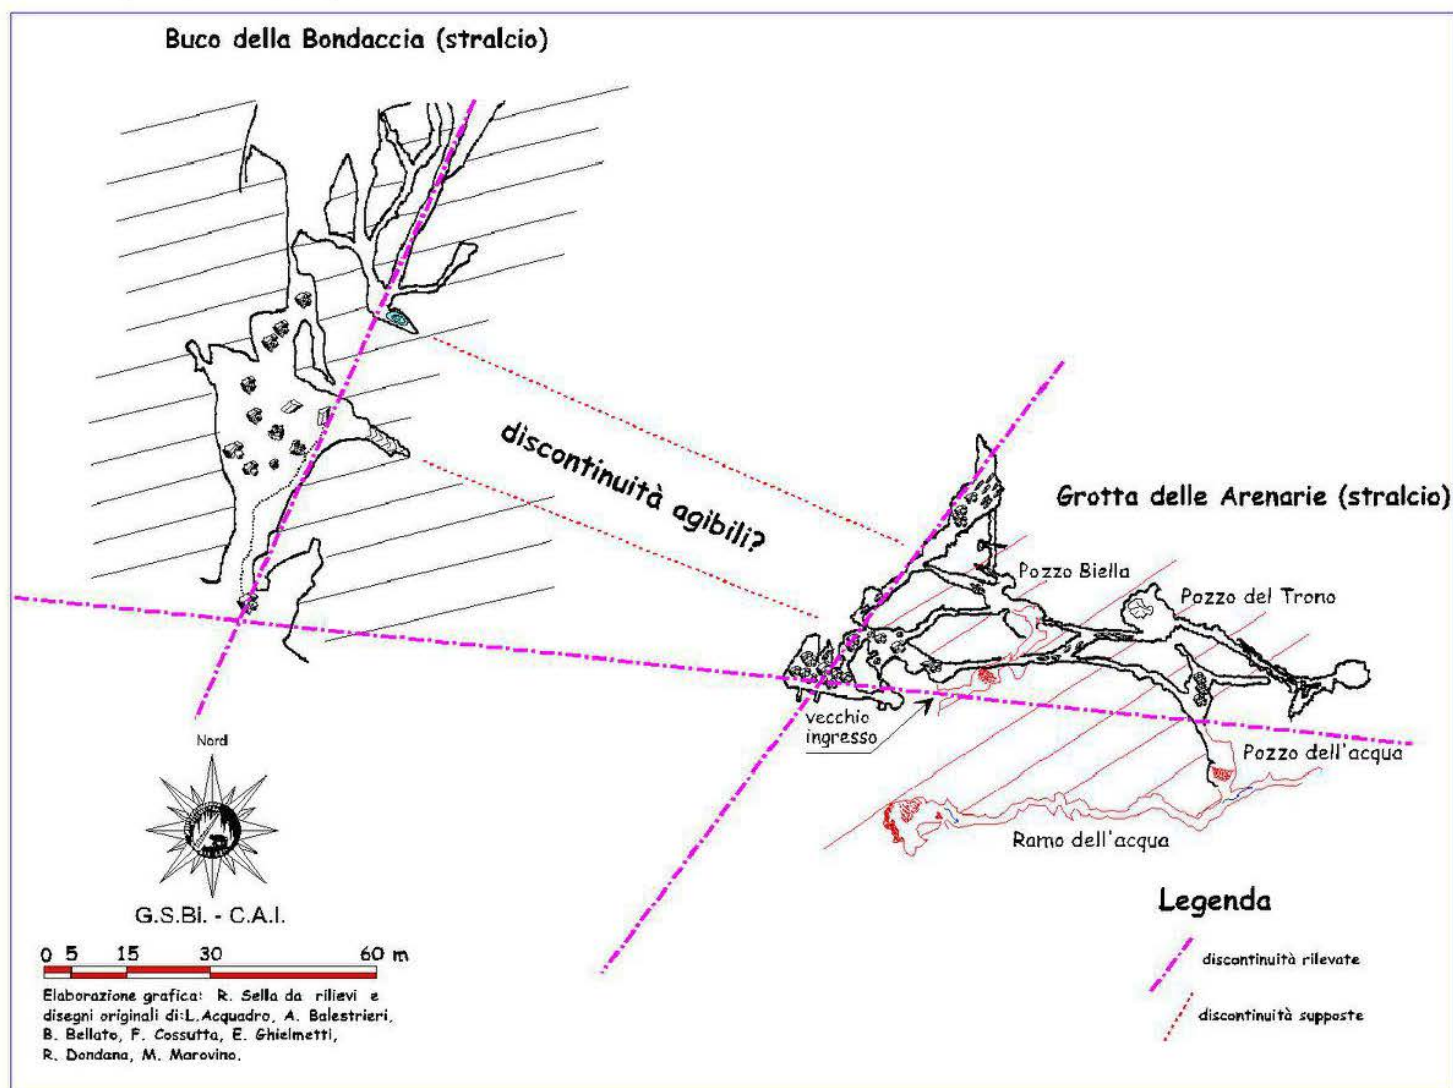 Buco della Bondaccia (stralcio)
discontinuità agibili?
Grotta delle Arenarie (stralcio)
Pozzo Biella
Pozzo del Trono
vecchio
ingresso
Pozzo dell'acqua
Ramo dell'acqua
Nord
G.S.Bi. - C.A.I.
0 5 15 30 60 m
Elaborazione grafica: R. Sella da rilievi e
disegni originali di:L.Acquadro, A. Balestrieri,
B. Bellato, F. Cossutta, E. Ghielmetti,
R. Dondana, M. Marovino.
Legenda
discontinuità rilevate
discontinuità supposte